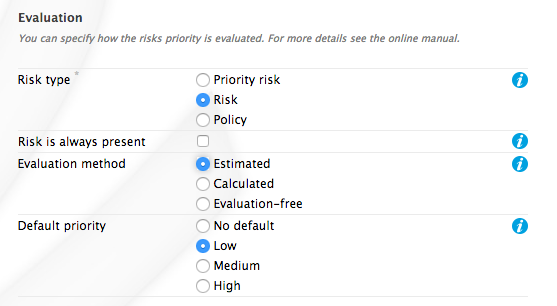 Evaluation
You can specify how the risks priority is evaluated. For more details see the online manual.
Risk type * Priority risk
Risk
Policy
Risk is always present
Evaluation method Estimated
Calculated
Evaluation-free
Default priority No default
Low
Medium
High